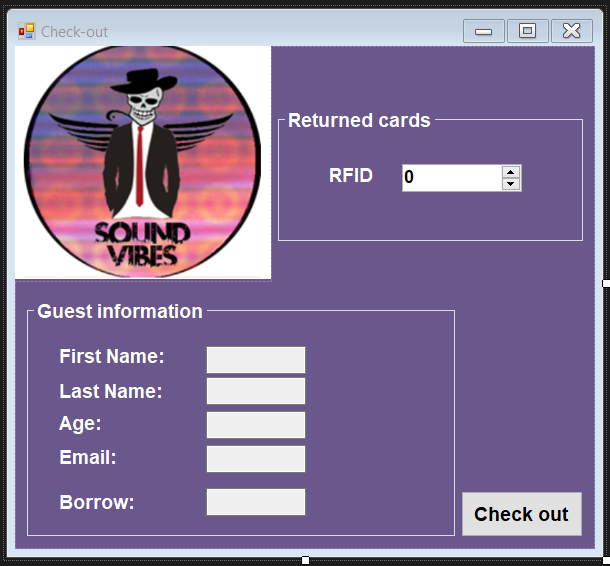 Check-out
SOUND
VIBES
Returned cards
RFID
0
Guest information
First Name:
Last Name:
Age:
Email:
Borrow:
Check out